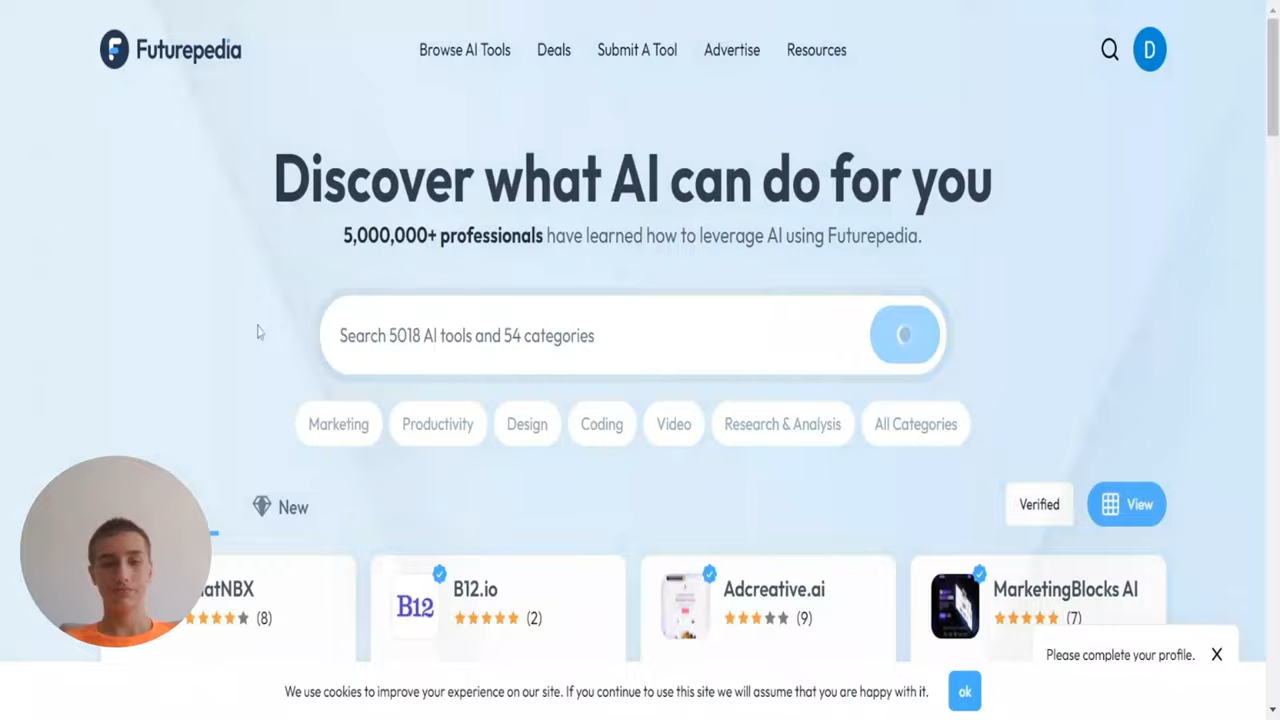 Futurepedia
Browse AI Tools Deals Submit A Tool Advertise Resources
D
Discover what AI can do for you
5,000,000+ professionals have learned how to leverage AI using Futurepedia.
Search 5018 AI tools and 54 categories
Marketing Productivity Design Coding Video Research & Analysis All Categories
New Verified View
B12 B12.io Adcreative.ai MarketingBlocks AI
(8) (2) (9) (7)
Please complete your profile. X
We use cookies to improve your experience on our site. If you continue to use this site we will assume that you are happy with it. ok